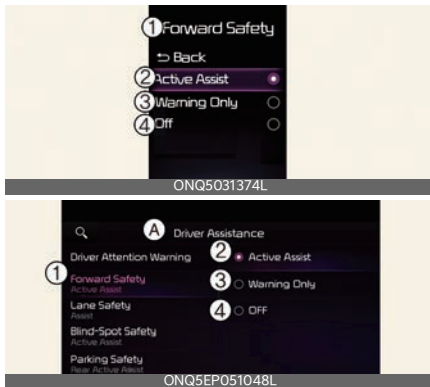 ① Forward Safety
⮌ Back
② Active Assist
③ Warning Only
④ Off
ONQ5031374L
Ⓐ Driver Assistance
Driver Attention Warning
② Active Assist
① Forward Safety
Active Assist
③ Warning Only
Lane Safety
Assist
④ OFF
Blind-Spot Safety
Active Assist
Parking Safety
Rear Active Assist
ONQ5EP051048L